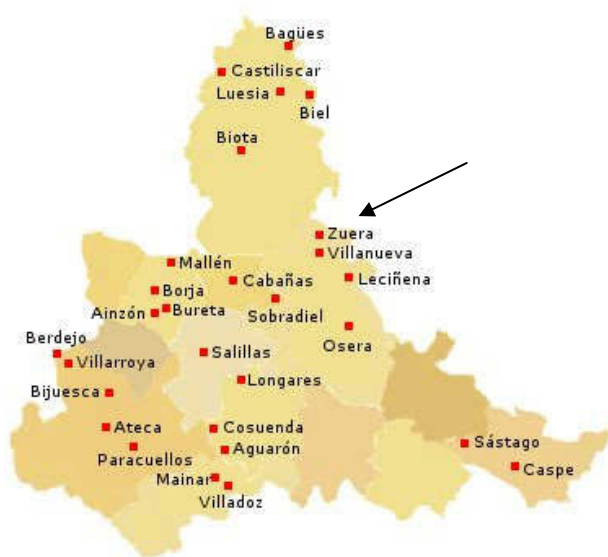 Bagües
Castiliscar
Luesia
Biel
Biota
Zuera
Villanueva
Mallén
Leciñena
Cabañas
Borja
Bureta
Ainzón
Sobradiel
Osera
Berdejo
Villarroya
Salillas
Longares
Bijuesca
Ateca
Cosuenda
Sástago
Paracuellos
Aguarón
Caspe
Mainar
Villadoz